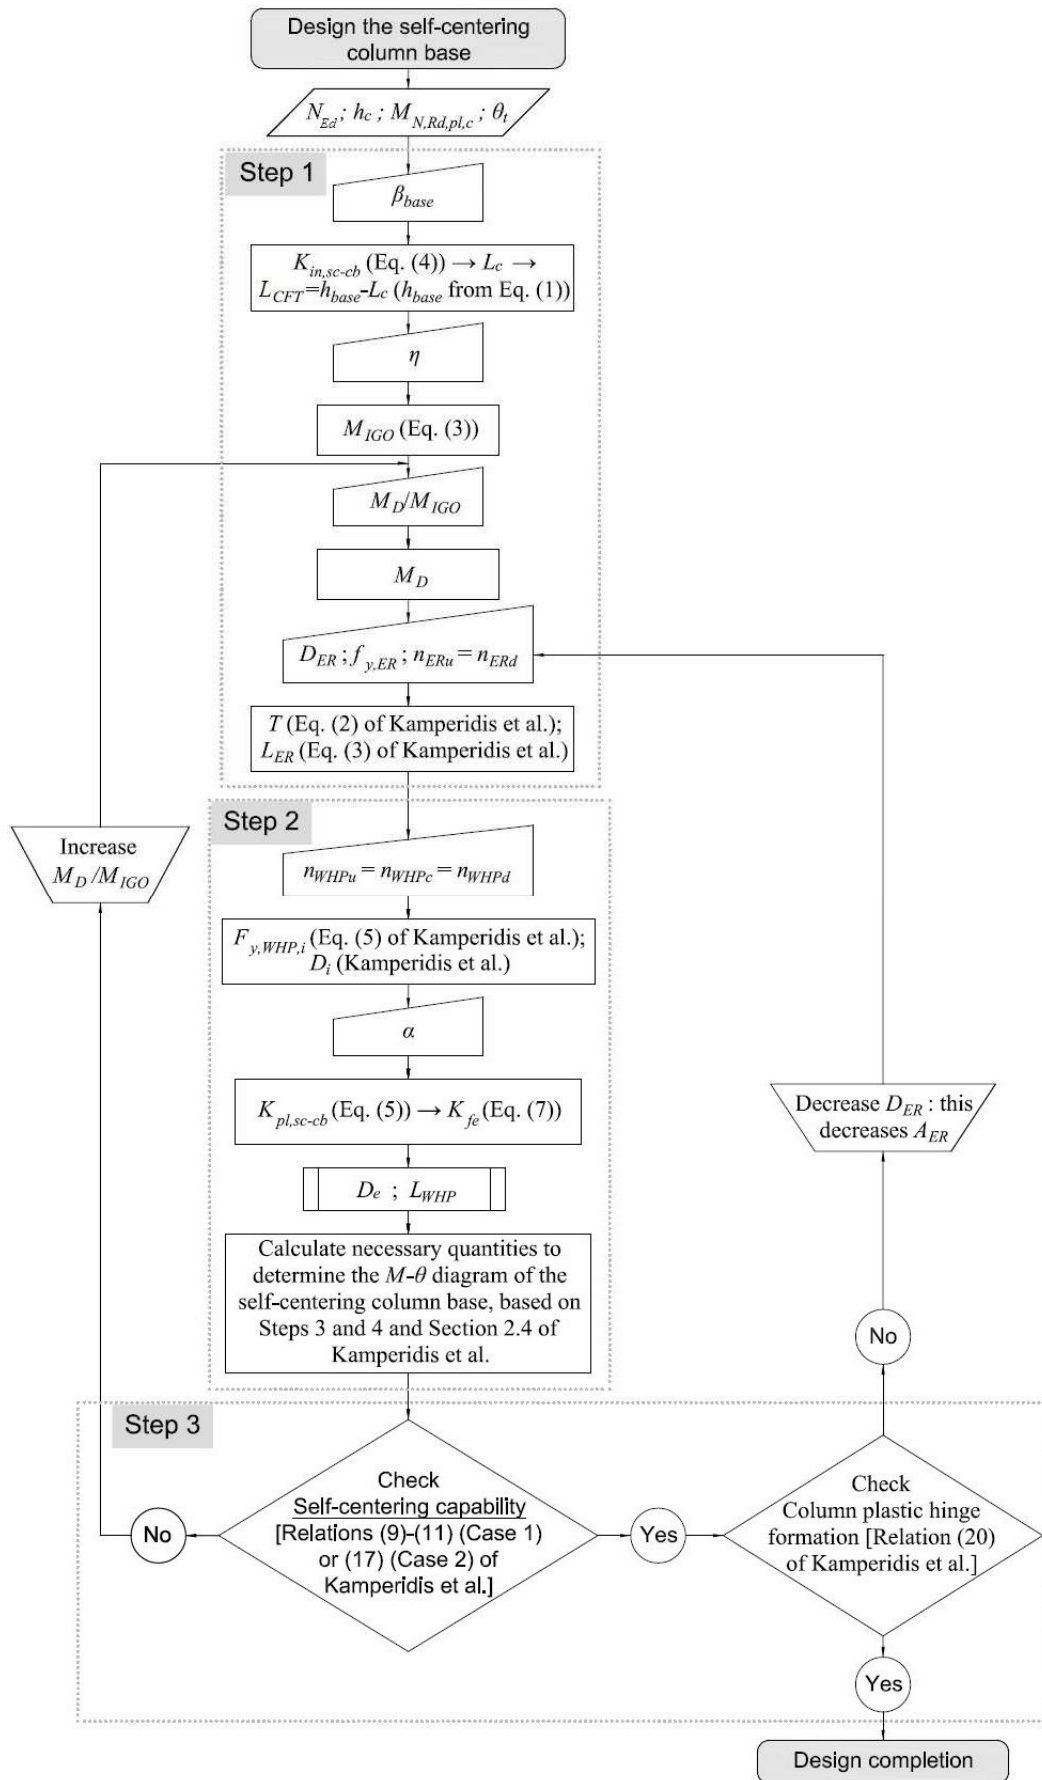 Design the self-centering
column base
N_Ed ; h_c ; M_N,Rd,pl,c ; θ_t
Step 1
β_base
K_in,sc-cb (Eq. (4)) → L_c →
L_CFT=h_base-L_c (h_base from Eq. (1))
η
M_IGO (Eq. (3))
M_D/M_IGO
M_D
D_ER ; f_y,ER ; n_ERu = n_ERd
T (Eq. (2) of Kamperidis et al.);
L_ER (Eq. (3) of Kamperidis et al.)
Step 2
n_WHPu = n_WHPc = n_WHPd
Increase
M_D /M_IGO
F_y,WHP,i (Eq. (5) of Kamperidis et al.);
D_i (Kamperidis et al.)
α
K_pl,sc-cb (Eq. (5)) → K_fe (Eq. (7))
Decrease D_ER : this
decreases A_ER
D_e ; L_WHP
Calculate necessary quantities to
determine the M-θ diagram of the
self-centering column base, based on
Steps 3 and 4 and Section 2.4 of
Kamperidis et al.
No
Step 3
Check
Self-centering capability
[Relations (9)-(11) (Case 1)
or (17) (Case 2) of
Kamperidis et al.]
No
Yes
Check
Column plastic hinge
formation [Relation (20)
of Kamperidis et al.]
Yes
Design completion